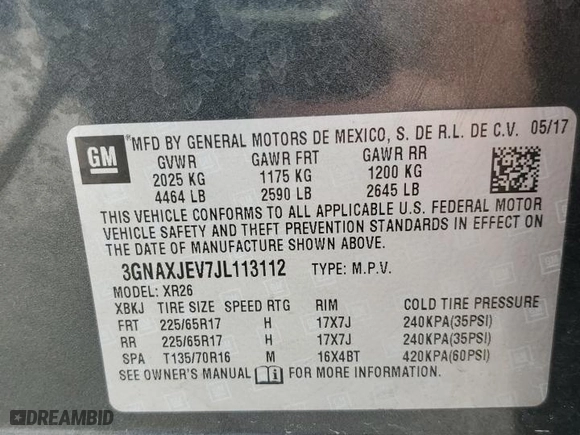 GM
MFD BY GENERAL MOTORS DE MEXICO, S. DE R.L. DE C.V. 05/17
GVWR GAWR FRT GAWR RR
2025 KG 1175 KG 1200 KG
4464 LB 2590 LB 2645 LB
THIS VEHICLE CONFORMS TO ALL APPLICABLE U.S. FEDERAL MOTOR
VEHICLE SAFETY AND THEFT PREVENTION STANDARDS IN EFFECT ON
THE DATE OF MANUFACTURE SHOWN ABOVE.
3GNAXJEV7JL113112 TYPE: M.P.V.
MODEL: XR26
XBKJ TIRE SIZE SPEED RTG RIM COLD TIRE PRESSURE
FRT 225/65R17 H 17X7J 240KPA(35PSI)
RR 225/65R17 H 17X7J 240KPA(35PSI)
SPA T135/70R16 M 16X4BT 420KPA(60PSI)
SEE OWNER'S MANUAL FOR MORE INFORMATION.
DREAMBID